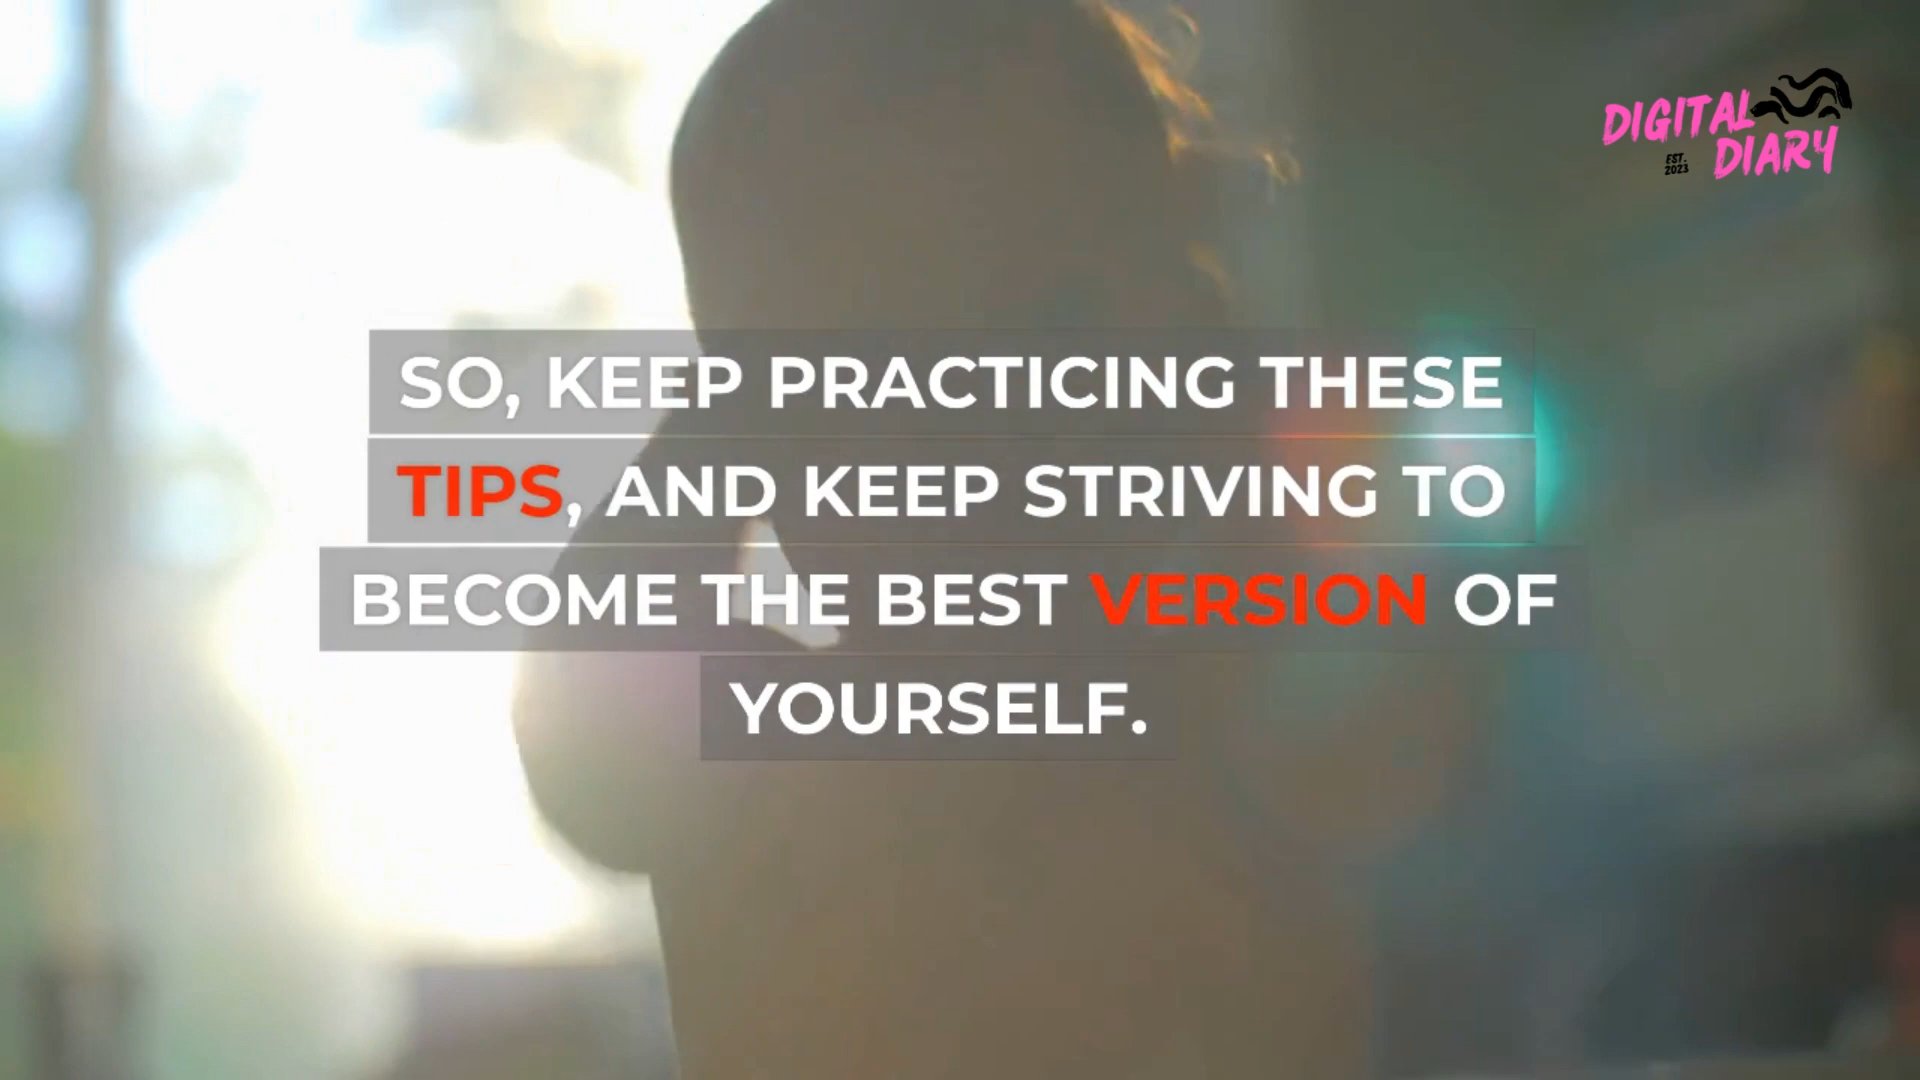 DIGITAL
DIARY
EST.
2023
SO, KEEP PRACTICING THESE
TIPS, AND KEEP STRIVING TO
BECOME THE BEST VERSION OF
YOURSELF.